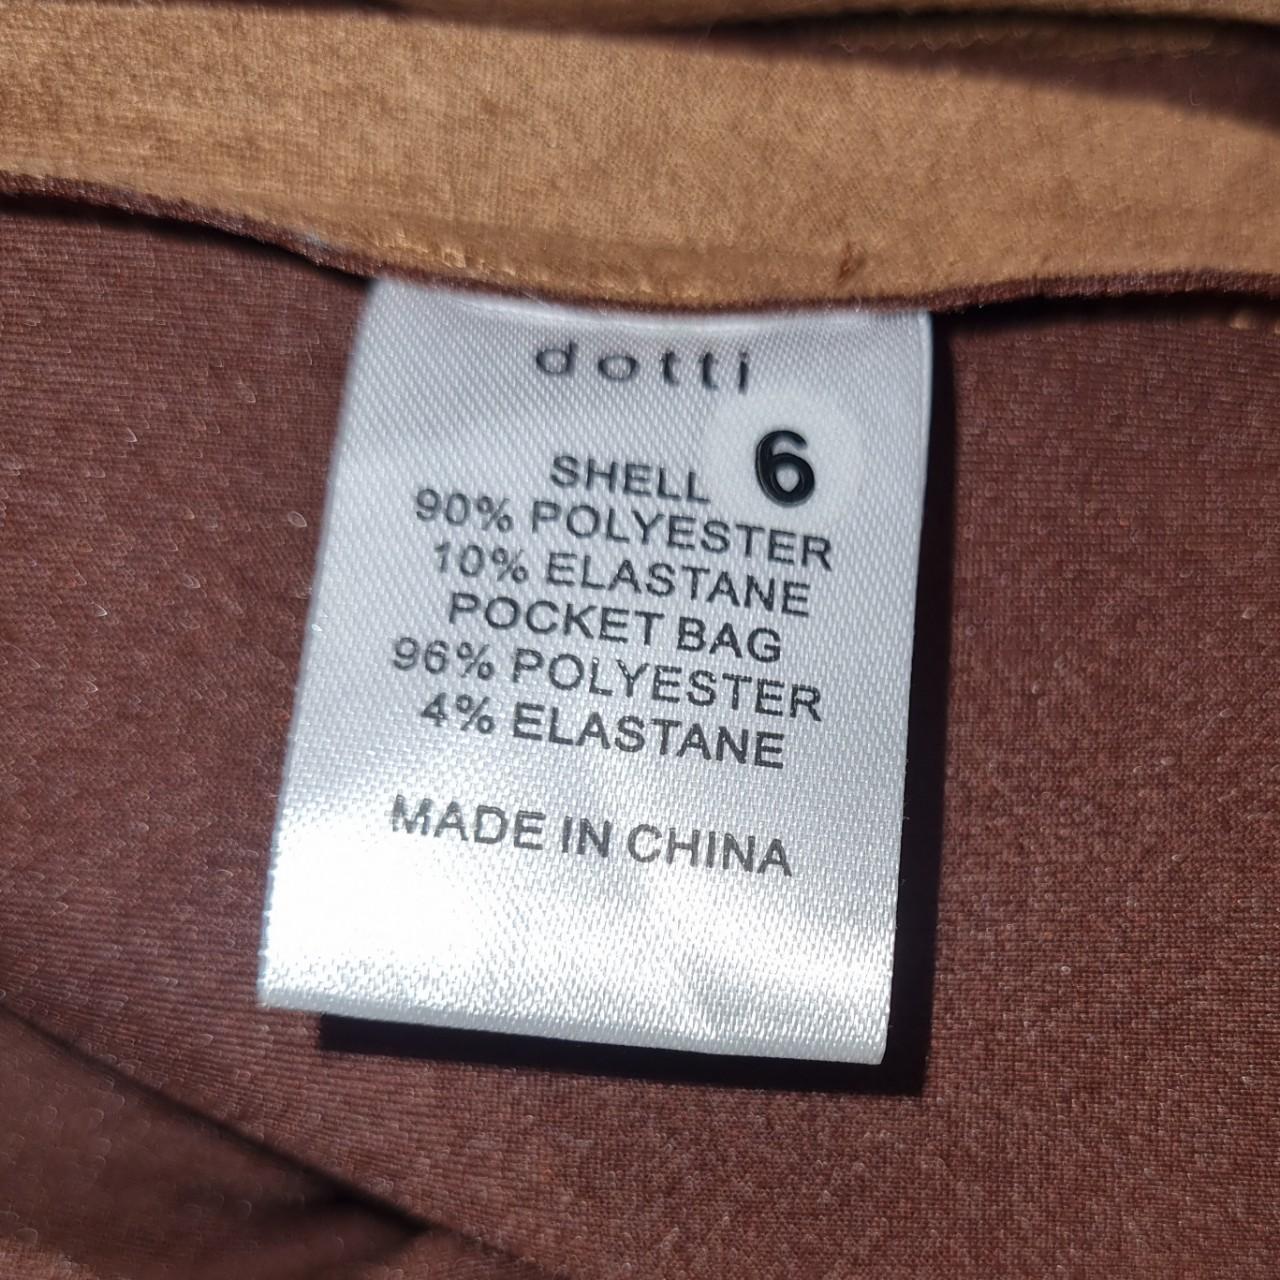 dotti
6
SHELL
90% POLYESTER
10% ELASTANE
POCKET BAG
96% POLYESTER
4% ELASTANE
MADE IN CHINA